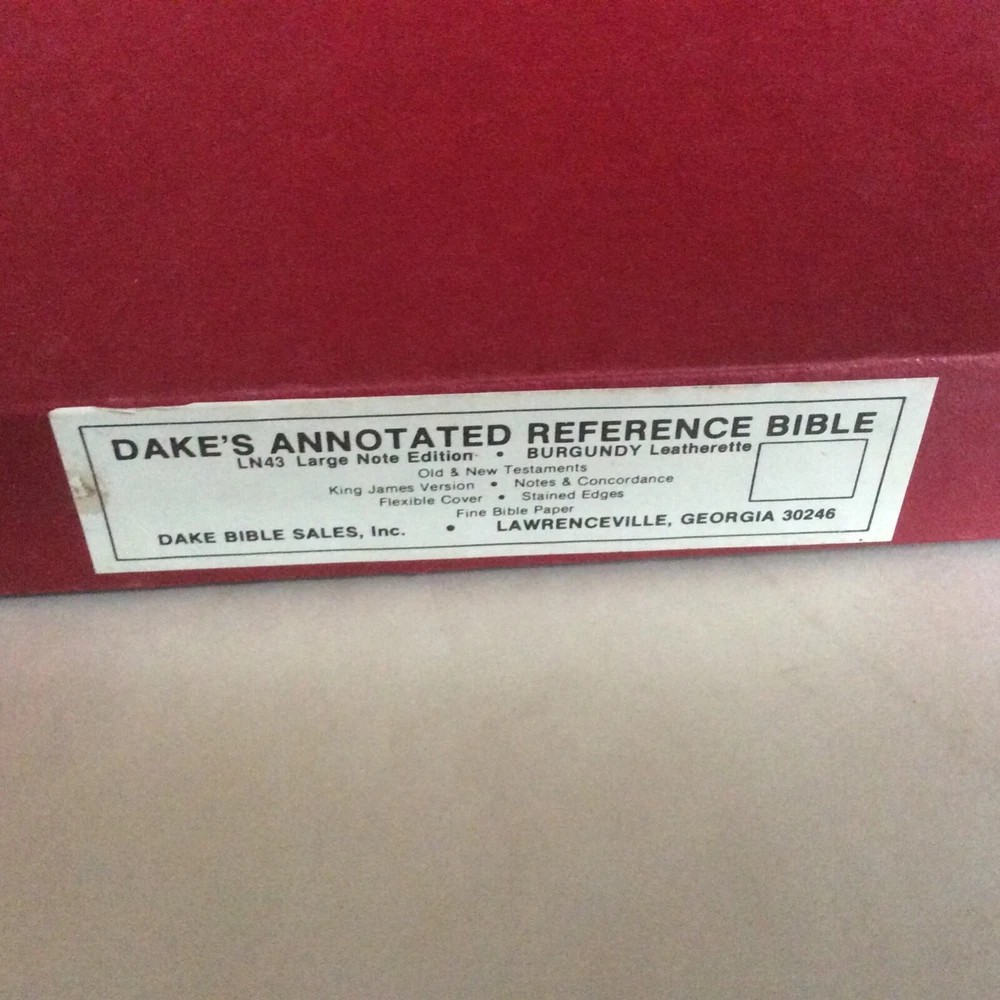 DAKE'S ANNOTATED REFERENCE BIBLE
LN43 Large Note Edition • BURGUNDY Leatherette
Old & New Testaments
King James Version • Notes & Concordance
Flexible Cover • Stained Edges
Fine Bible Paper
DAKE BIBLE SALES, Inc. • LAWRENCEVILLE, GEORGIA 30246